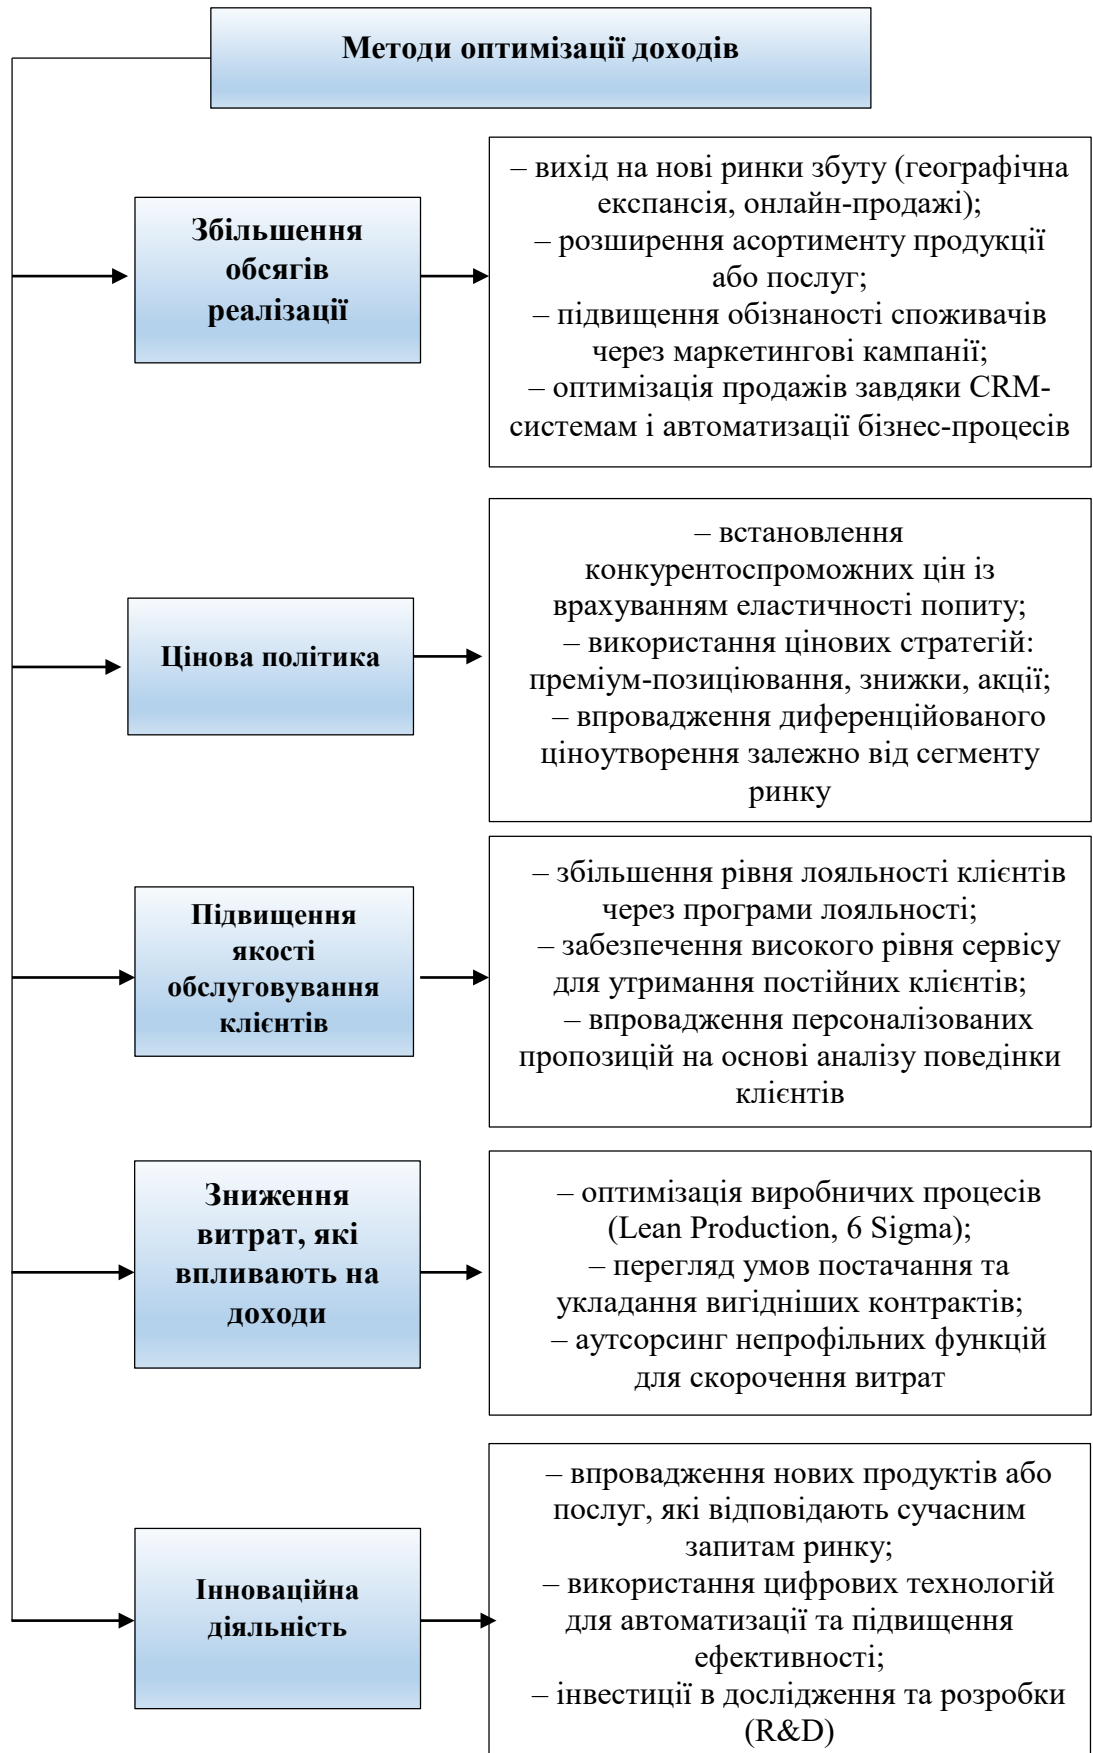 Методи оптимізації доходів
Збільшення
обсягів
реалізації
– вихід на нові ринки збуту (географічна
експансія, онлайн-продажі);
– розширення асортименту продукції
або послуг;
– підвищення обізнаності споживачів
через маркетингові кампанії;
– оптимізація продажів завдяки CRM-
системам і автоматизації бізнес-процесів
Цінова політика
– встановлення
конкурентоспроможних цін із
врахуванням еластичності попиту;
– використання цінових стратегій:
преміум-позиціювання, знижки, акції;
– впровадження диференційованого
ціноутворення залежно від сегменту
ринку
Підвищення
якості
обслуговування
клієнтів
– збільшення рівня лояльності клієнтів
через програми лояльності;
– забезпечення високого рівня сервісу
для утримання постійних клієнтів;
– впровадження персоналізованих
пропозицій на основі аналізу поведінки
клієнтів
Зниження
витрат, які
впливають на
доходи
– оптимізація виробничих процесів
(Lean Production, 6 Sigma);
– перегляд умов постачання та
укладання вигідніших контрактів;
– аутсорсинг непрофільних функцій
для скорочення витрат
Інноваційна
діяльність
– впровадження нових продуктів або
послуг, які відповідають сучасним
запитам ринку;
– використання цифрових технологій
для автоматизації та підвищення
ефективності;
– інвестиції в дослідження та розробки
(R&D)